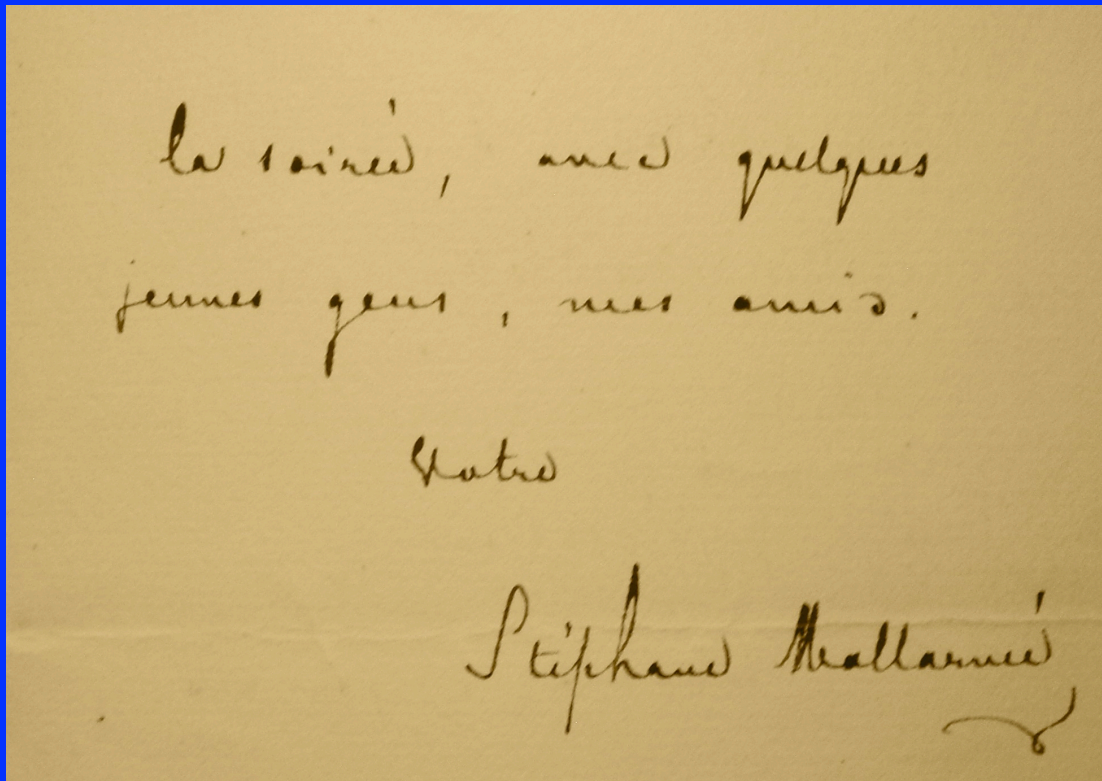 la soirée, avec quelques
jeunes gens, mes amis.
Votre
Stéphane Mallarmé